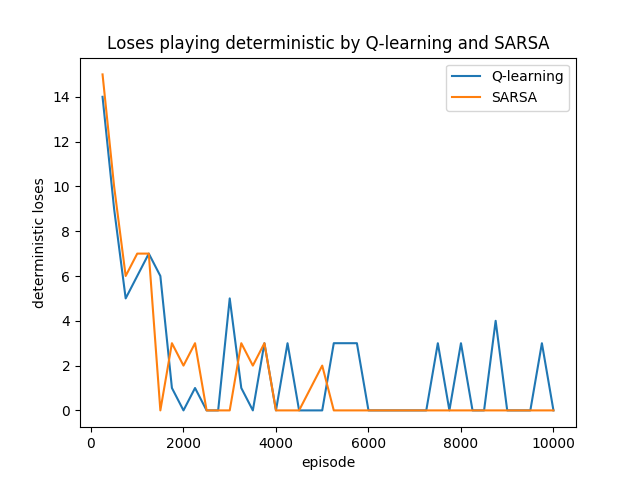 Loses playing deterministic by Q-learning and SARSA
Q-learning
SARSA
14
12
10
8
6
4
2
0
deterministic loses
0 2000 4000 6000 8000 10000
episode